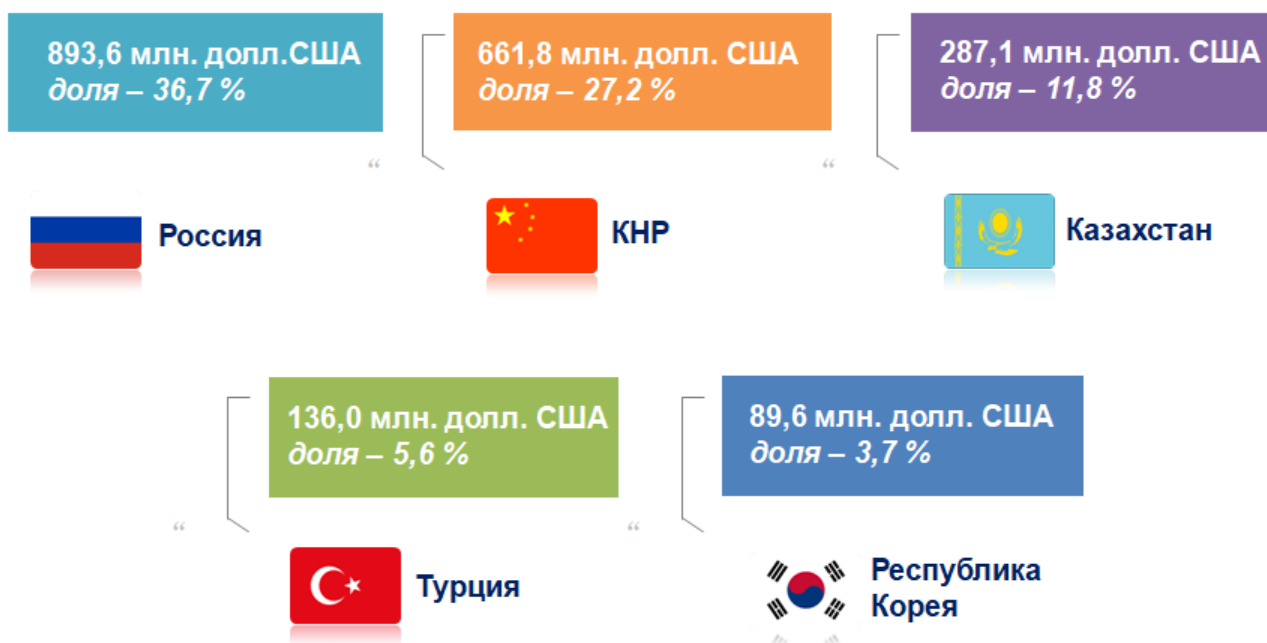 893,6 млн. долл.США
доля – 36,7 %
661,8 млн. долл. США
доля – 27,2 %
287,1 млн. долл. США
доля – 11,8 %
“
“
Россия
КНР
Казахстан
136,0 млн. долл. США
доля – 5,6 %
89,6 млн. долл. США
доля – 3,7 %
“
“
Турция
Республика
Корея